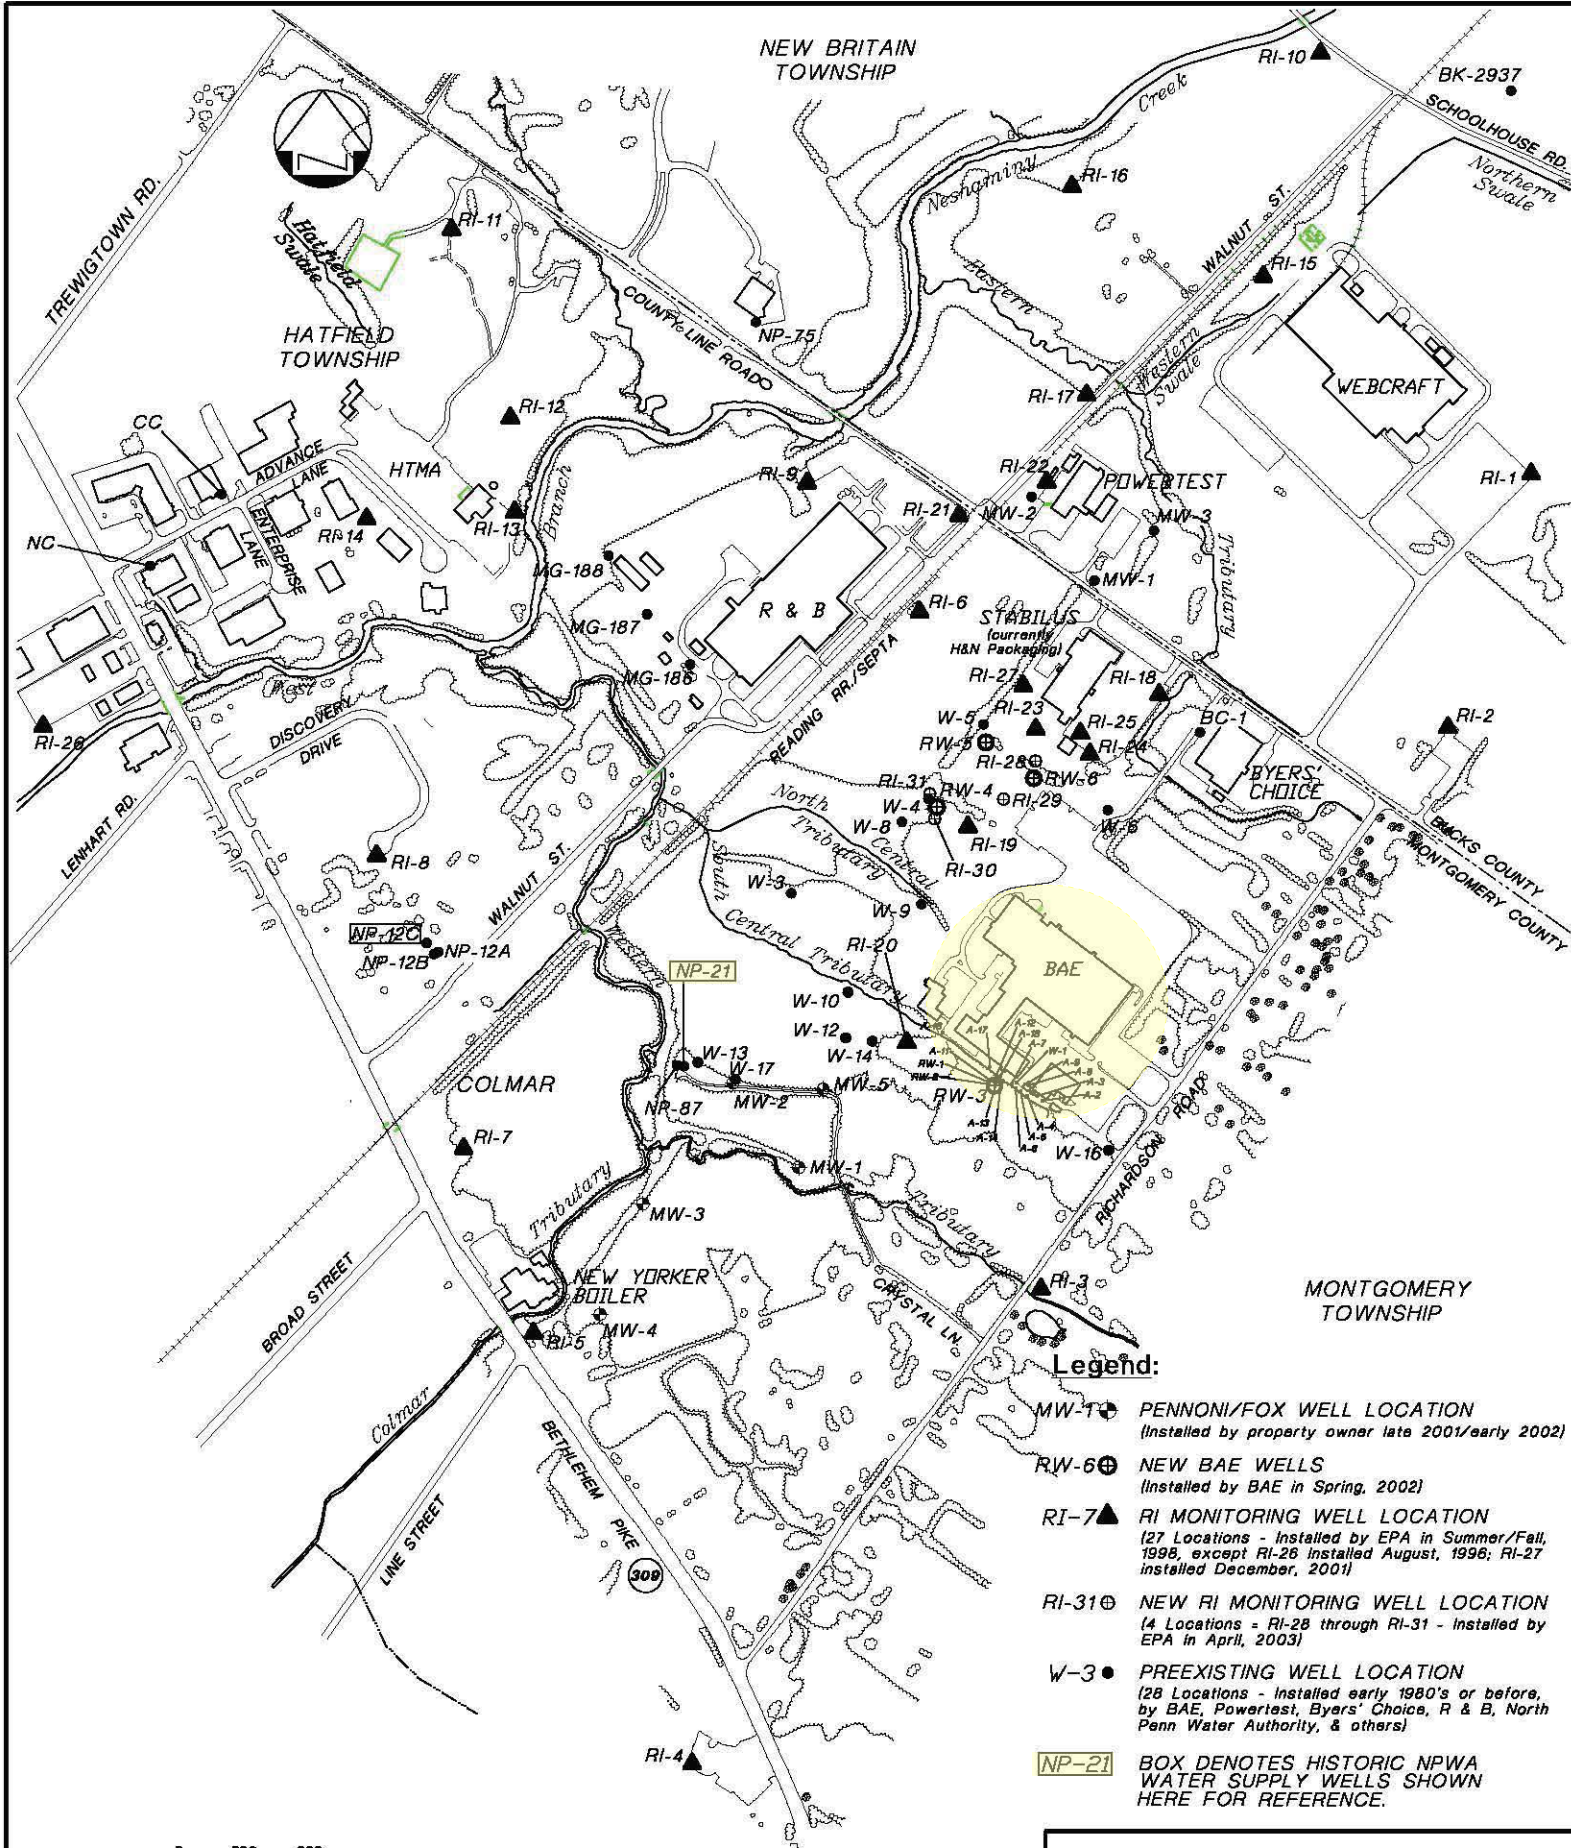 NEW BRITAIN
TOWNSHIP
RI-10
BK-2937
SCHOOLHOUSE RD.
Northern
Swale
Creek
Neshaminy
RI-16
WALNUT ST.
RI-15
TREWIGTOWN RD.
RI-11
Hatfield
Swale
HATFIELD
TOWNSHIP
COUNTY LINE ROAD
NP-75
Eastern
Western
Swale
WEBCRAFT
RI-17
CC
RI-12
ADVANCE
LANE
HTMA
RI-9
RI-22
POWERTEST
RI-1
NC
ENTERPRISE
LANE
RI-14
RI-13
Branch
RI-21
MW-2
MW-3
Tributary
MG-188
MW-1
R & B
RI-6
STABILUS
(currently
H&N Packaging)
MG-187
MG-186
READING RR./SEPTA
RI-27
RI-18
RI-23
BC-1
RI-2
W-5
RI-25
RW-5
RI-24
West
RI-26
DISCOVERY
DRIVE
RI-28
RW-6
BYERS'
CHOICE
RI-31
RW-4
RI-29
W-4
W-8
W-6
North
Tributary
Central
RI-19
RI-30
LENHART RD.
RI-8
WALNUT ST.
South
Central
Tributary
W-3
W-9
BUCKS COUNTY
MONTGOMERY COUNTY
NP-12C
NP-12A
NP-12B
Western
NP-21
RI-20
BAE
W-10
W-12
W-14
W-13
W-17
COLMAR
NP-87
MW-2
MW-5
A-17
A-12
A-7
W-1
A-11
RW-1
RW-2
RW-3
A-3
A-2
A-13
A-4
A-5
A-6
W-16
RICHARDSON ROAD
RI-7
MW-1
Tributary
MW-3
Tributary
NEW YORKER
BOILER
MW-4
RI-5
RI-3
CRYSTAL LN.
BROAD STREET
MONTGOMERY
TOWNSHIP
Colmar
LINE STREET
BETHLEHEM PIKE
309
RI-4
Legend:
MW-1 PENNONI/FOX WELL LOCATION
(Installed by property owner late 2001/early 2002)
RW-6 NEW BAE WELLS
(Installed by BAE in Spring, 2002)
RI-7 RI MONITORING WELL LOCATION
(27 Locations - Installed by EPA in Summer/Fall,
1998, except RI-26 Installed August, 1996; RI-27
installed December, 2001)
RI-31 NEW RI MONITORING WELL LOCATION
(4 Locations = RI-28 through RI-31 - Installed by
EPA in April, 2003)
W-3 PREEXISTING WELL LOCATION
(28 Locations - Installed early 1980's or before,
by BAE, Powertest, Byers' Choice, R & B, North
Penn Water Authority, & others)
NP-21 BOX DENOTES HISTORIC NPWA
WATER SUPPLY WELLS SHOWN
HERE FOR REFERENCE.